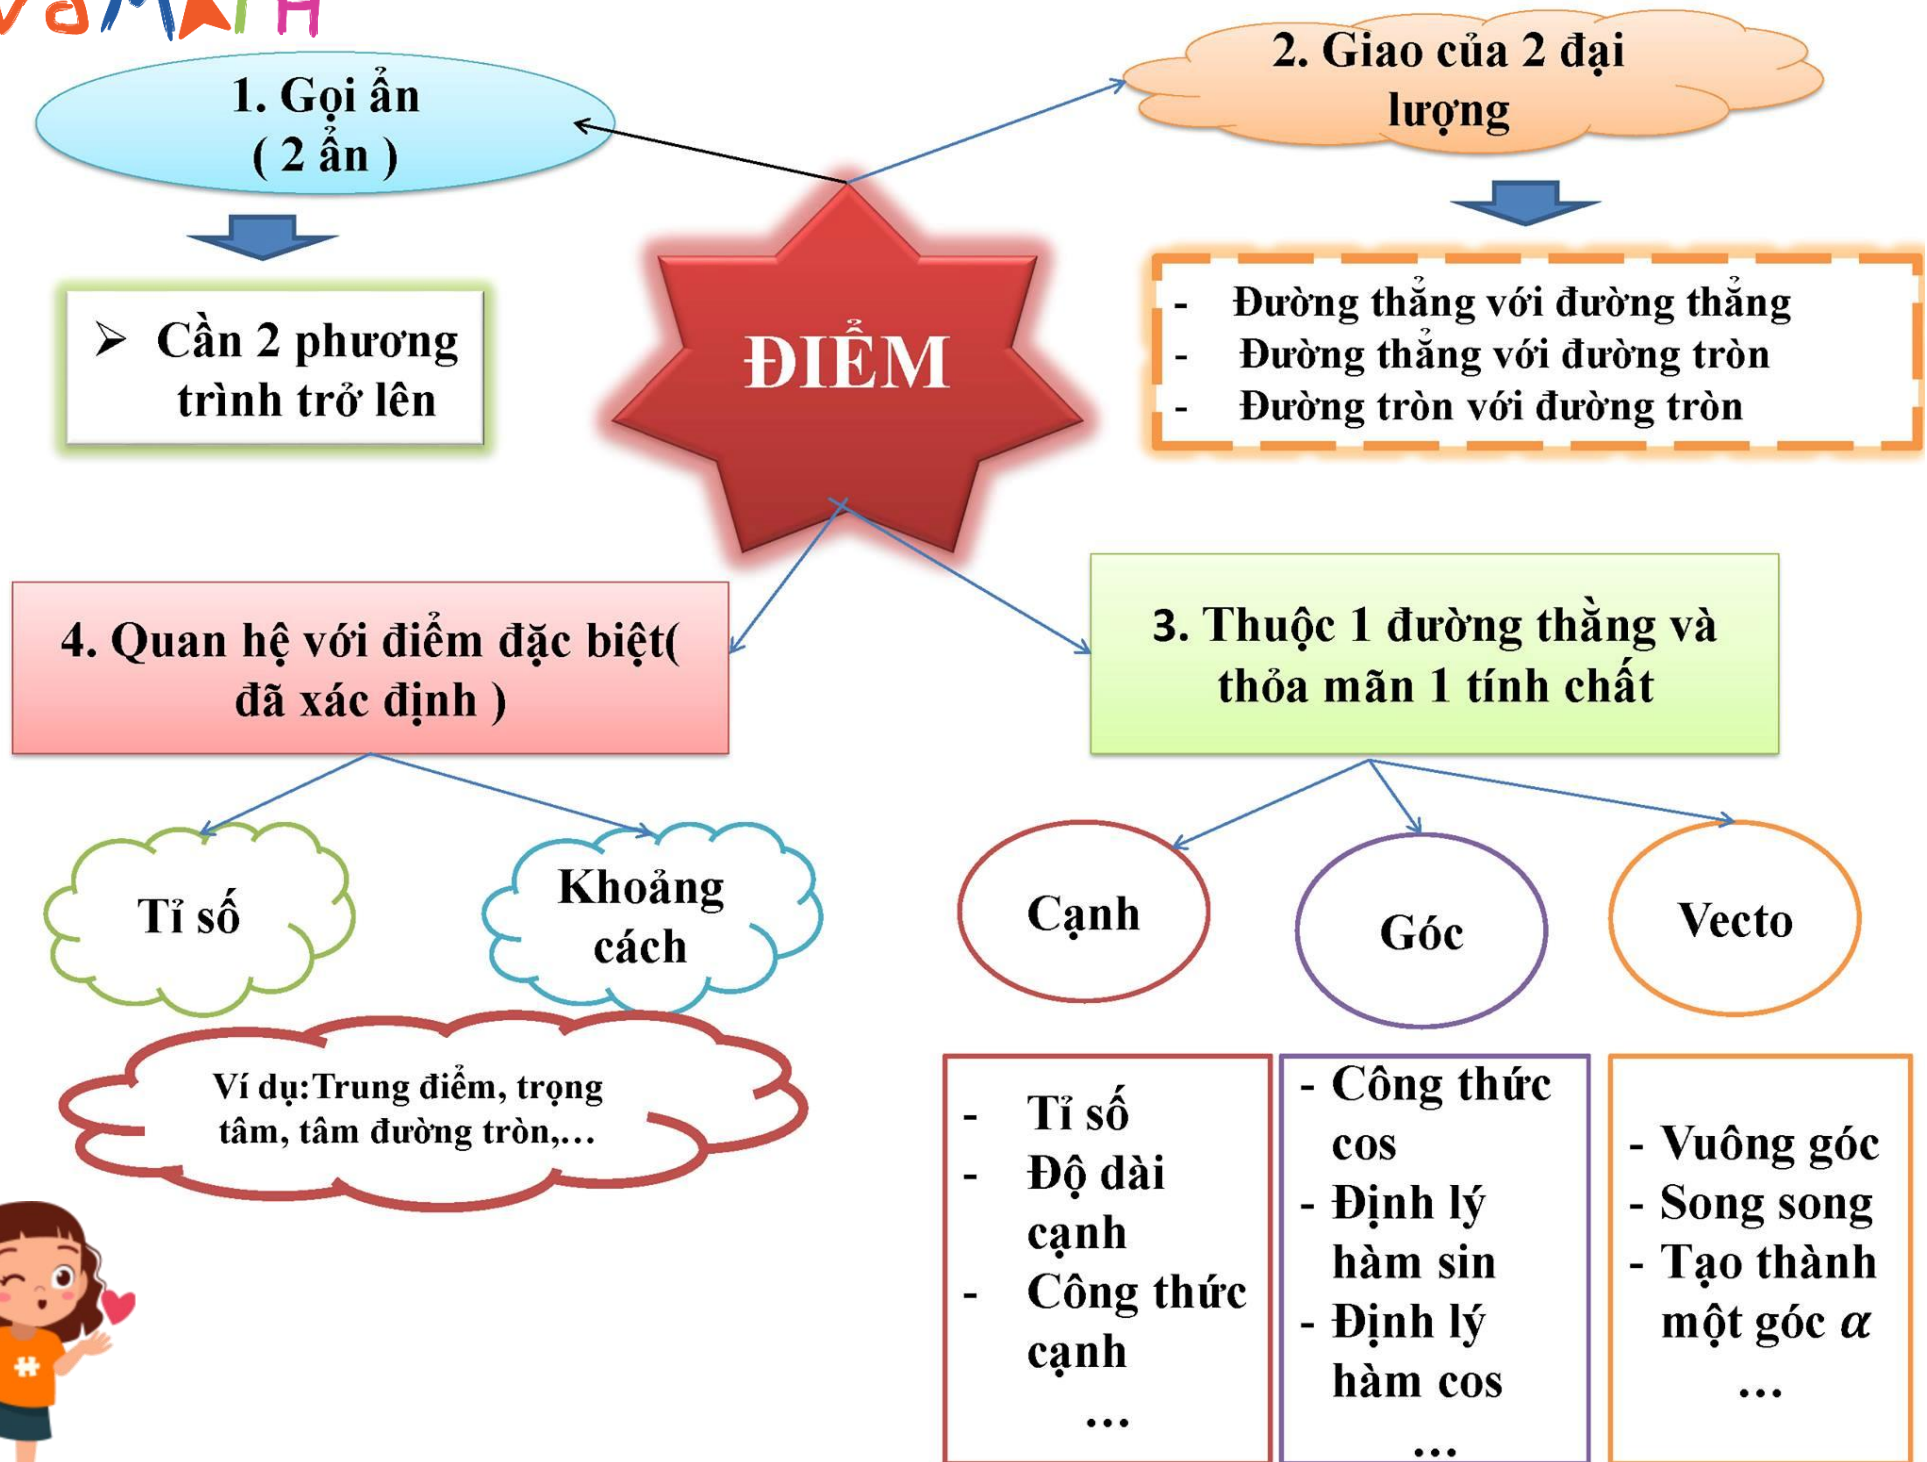 1. Gọi ẩn
( 2 ẩn )
2. Giao của 2 đại
lượng
➢ Cần 2 phương
trình trở lên
ĐIỂM
- Đường thẳng với đường thẳng
- Đường thẳng với đường tròn
- Đường tròn với đường tròn
4. Quan hệ với điểm đặc biệt(
đã xác định )
3. Thuộc 1 đường thằng và
thỏa mãn 1 tính chất
Tỉ số
Khoảng
cách
Ví dụ:Trung điểm, trọng
tâm, tâm đường tròn,…
Cạnh
Góc
Vecto
- Tỉ số
- Độ dài
cạnh
- Công thức
cạnh
…
- Công thức
cos
- Định lý
hàm sin
- Định lý
hàm cos
…
- Vuông góc
- Song song
- Tạo thành
một góc α
…